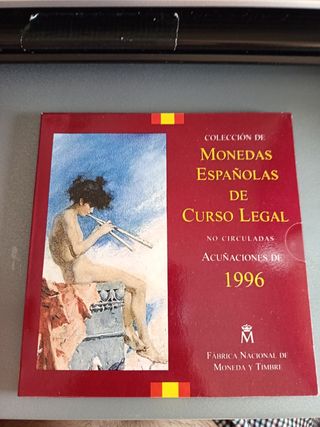 COLECCIÓN DE
MONEDAS
ESPAÑOLAS
DE
CURSO LEGAL
NO CIRCULADAS
ACUÑACIONES DE
1996
M
FÁBRICA NACIONAL DE
MONEDA Y TIMBRE